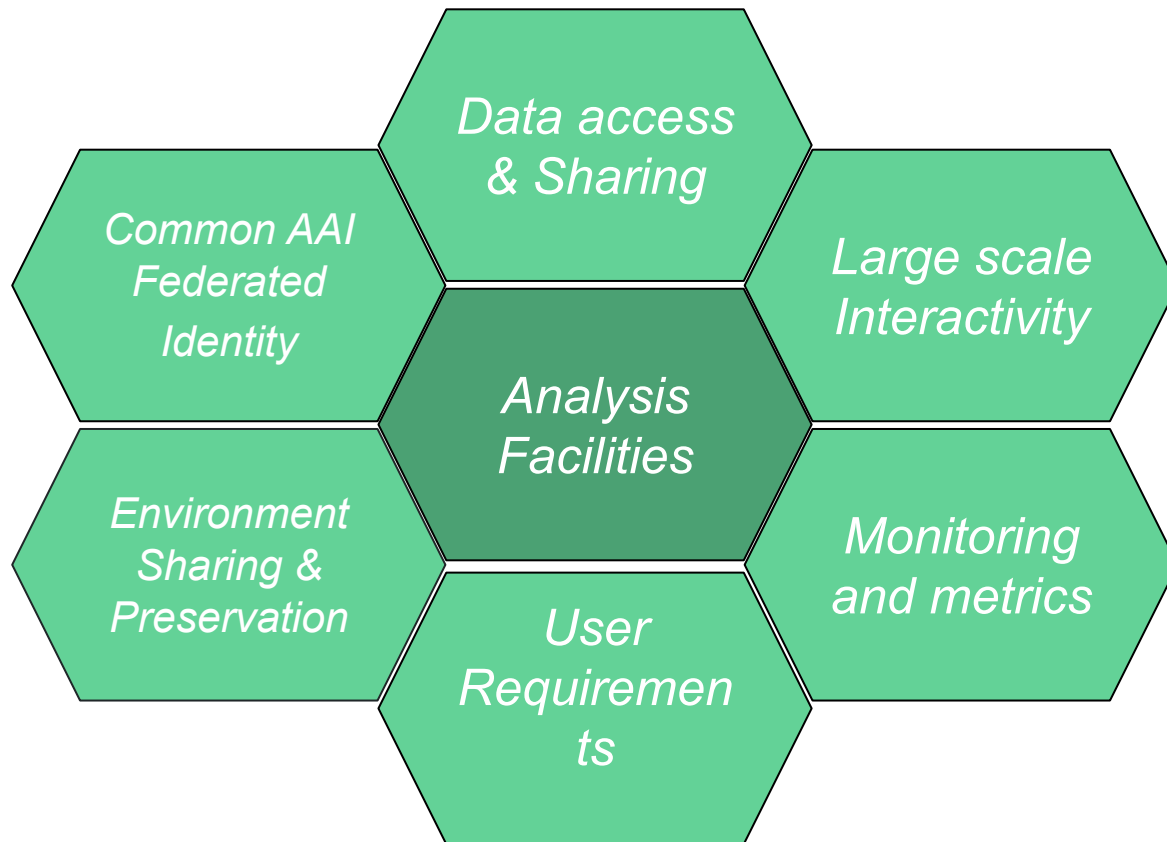 Data access
& Sharing
Common AAI
Federated
Identity
Large scale
Interactivity
Analysis
Facilities
Environment
Sharing &
Preservation
Monitoring
and metrics
User
Requiremen
ts